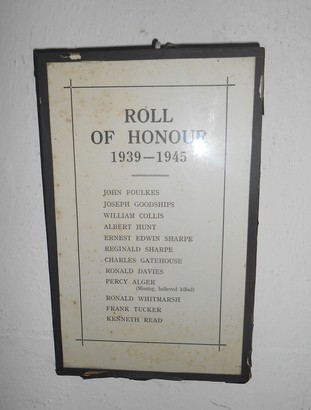 ROLL
OF HONOUR
1939—1945
JOHN FOULKES
JOSEPH GOODSHIPS
WILLIAM COLLIS
ALBERT HUNT
ERNEST EDWIN SHARPE
REGINALD SHARPE
CHARLES GATEHOUSE
RONALD DAVIES
PERCY ALGER
(Missing, believed killed)
RONALD WHITMARSH
FRANK TUCKER
KENNETH READ